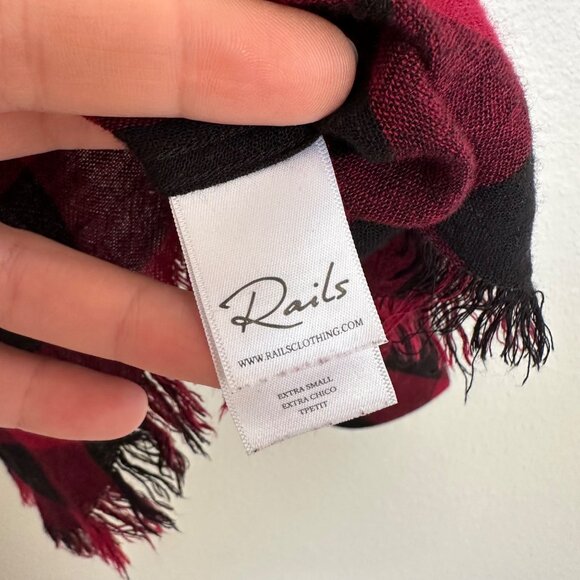 Rails
WWW.RAILSCLOTHING.COM
EXTRA SMALL
EXTRA CHICO
TPETIT